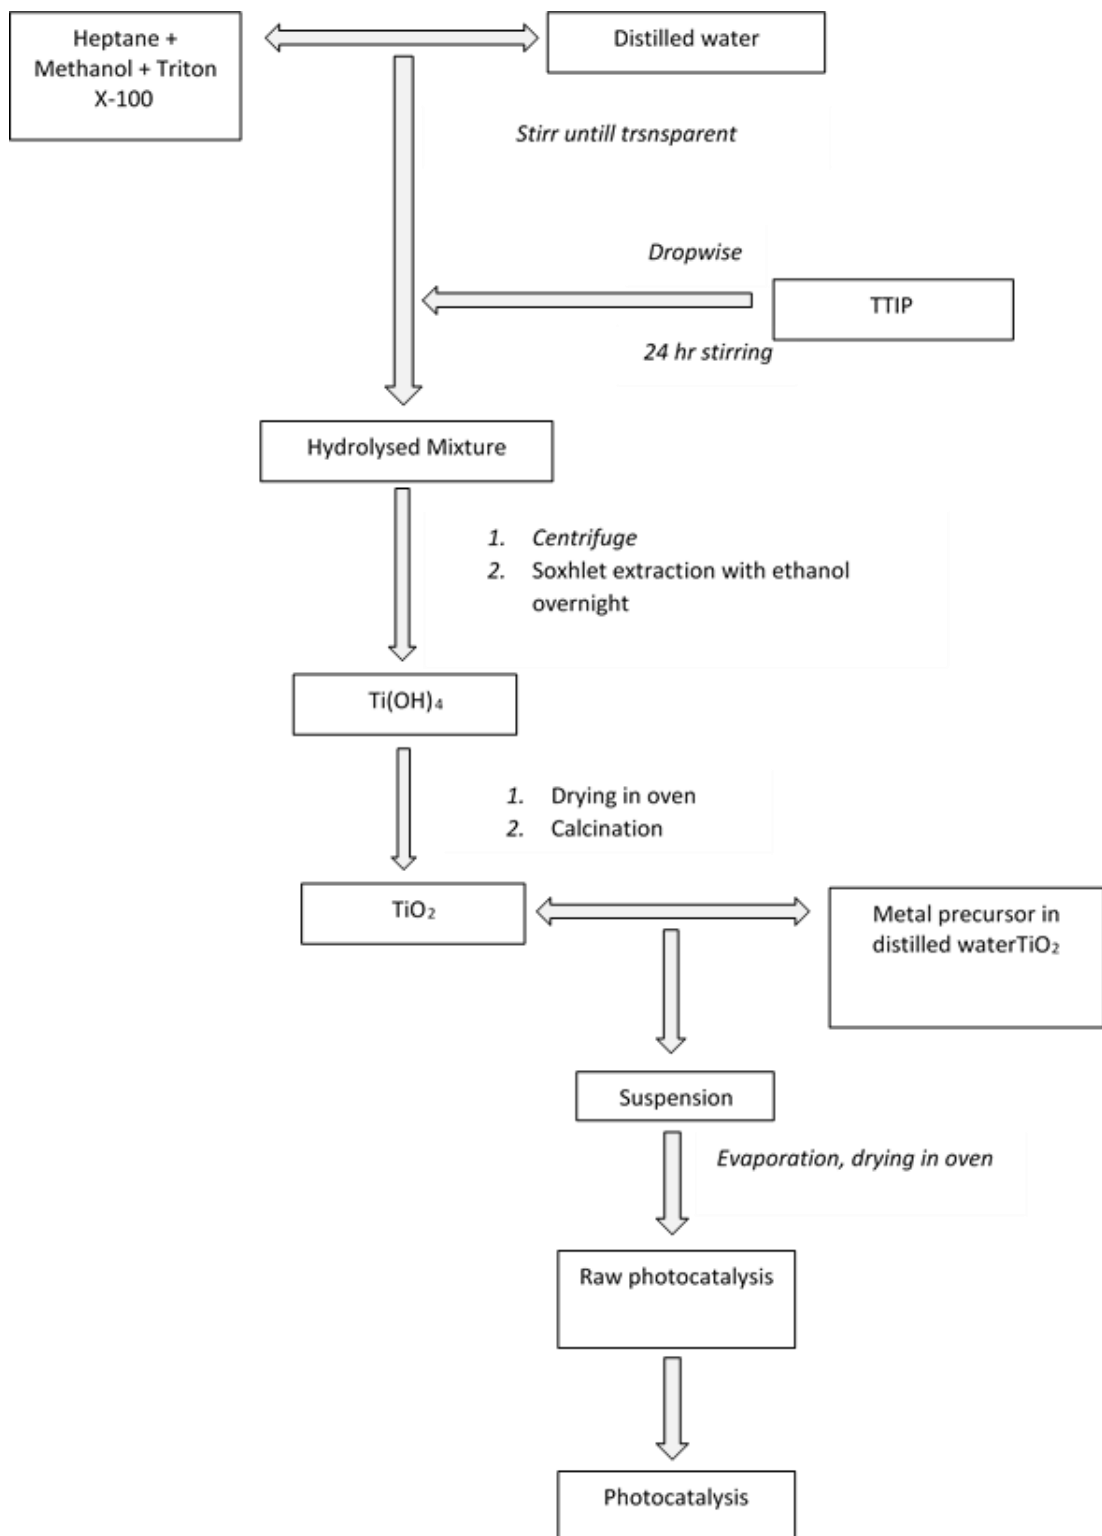 Heptane +
Methanol + Triton
X-100
Distilled water
Stirr untill trsnsparent
Dropwise
TTIP
24 hr stirring
Hydrolysed Mixture
1. Centrifuge
2. Soxhlet extraction with ethanol
overnight
Ti(OH)₄
1. Drying in oven
2. Calcination
TiO₂
Metal precursor in
distilled waterTiO₂
Suspension
Evaporation, drying in oven
Raw photocatalysis
Photocatalysis